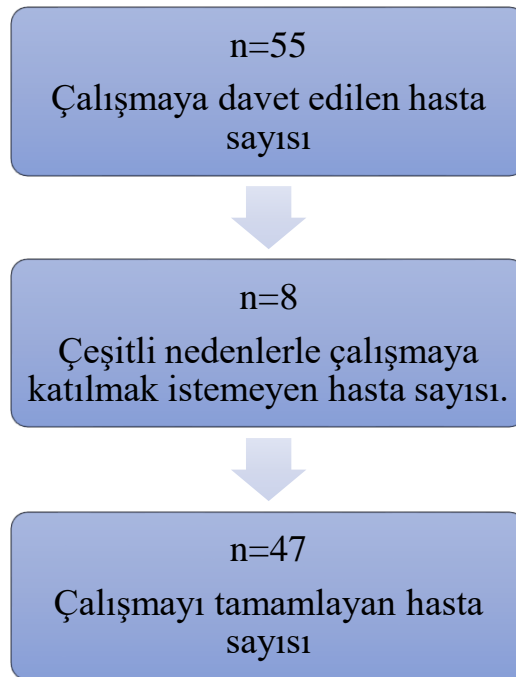 n=55
Çalışmaya davet edilen hasta
sayısı
n=8
Çeşitli nedenlerle çalışmaya
katılmak istemeyen hasta sayısı.
n=47
Çalışmayı tamamlayan hasta
sayısı